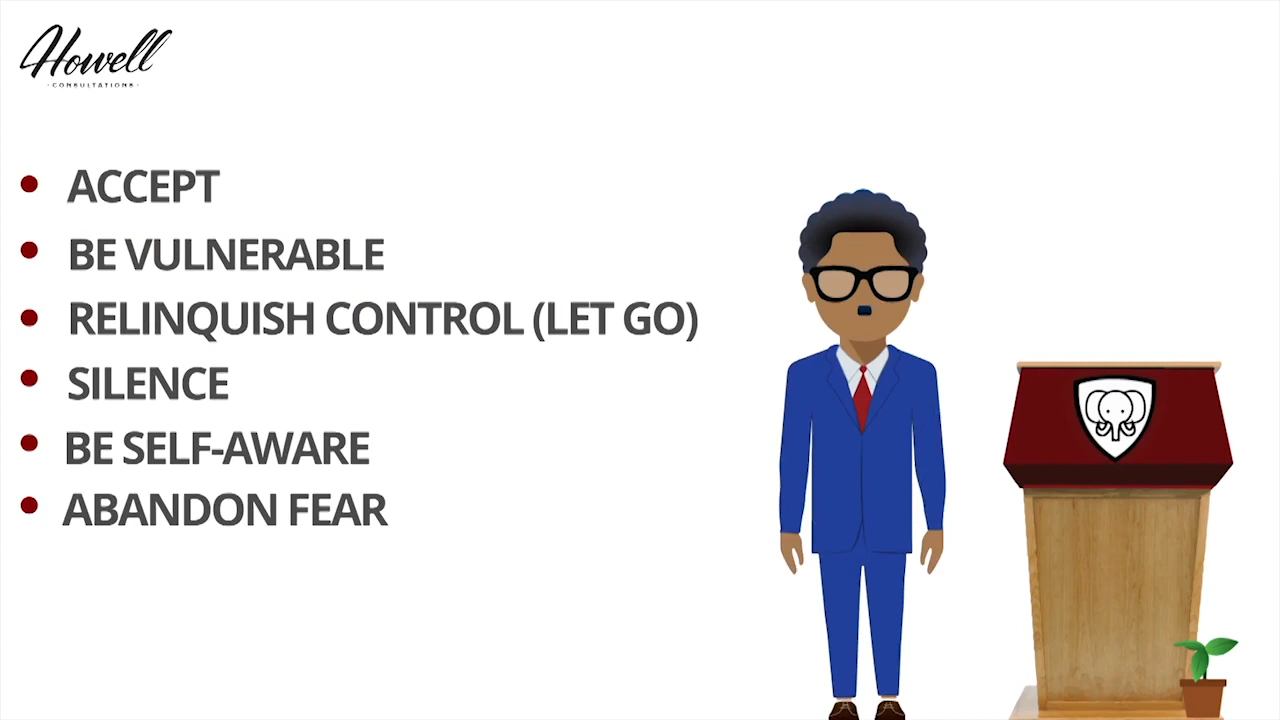 Howell
·CONSULTATIONS·
ACCEPT
BE VULNERABLE
RELINQUISH CONTROL (LET GO)
SILENCE
BE SELF-AWARE
ABANDON FEAR